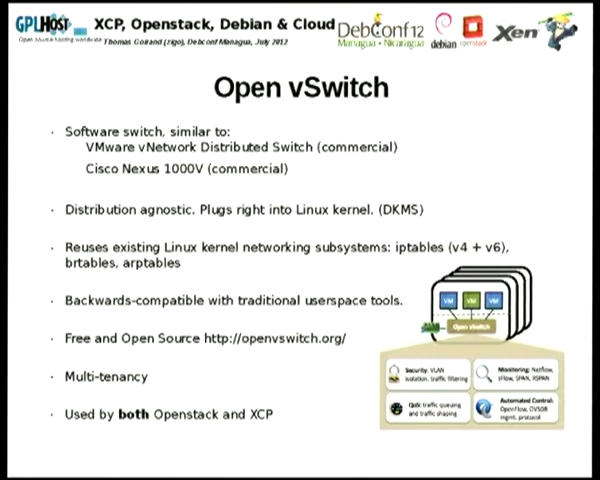 GPLHOST
Open source hosting worldwide
XCP, Openstack, Debian & Cloud
Thomas Goirand (zigo), Debconf Managua, July 2012
DebConf12
Managua • Nicaragua
debian
openstack
Xen
Open vSwitch
· Software switch, similar to:
VMware vNetwork Distributed Switch (commercial)
Cisco Nexus 1000V (commercial)
· Distribution agnostic. Plugs right into Linux kernel. (DKMS)
· Reuses existing Linux kernel networking subsystems: iptables (v4 + v6),
brtables, arptables
· Backwards-compatible with traditional userspace tools.
· Free and Open Source http://openvswitch.org/
· Multi-tenancy
· Used by both Openstack and XCP
VM VM VM
Open vSwitch
Security: VLAN
isolation, traffic filtering
Monitoring: Netflow,
sFlow, SPAN, RSPAN
QoS: traffic queuing
and traffic shaping
Automated Control:
OpenFlow, OVSDB
mgmt. protocol